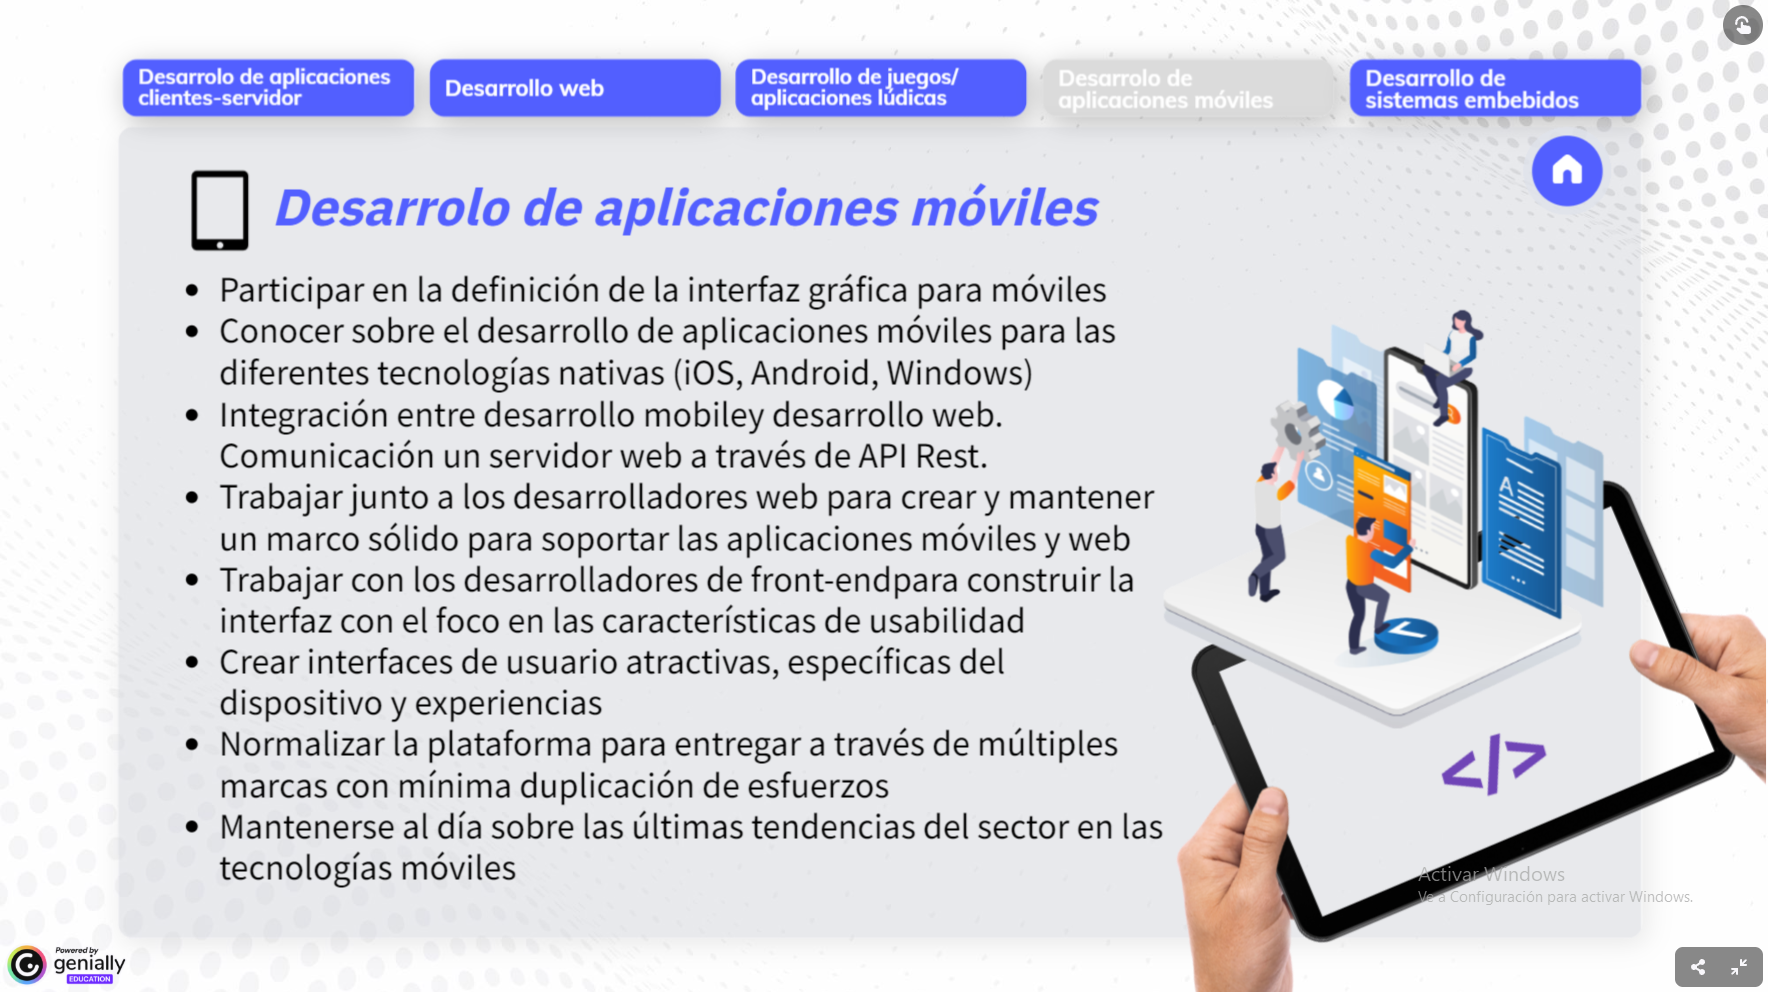 Desarrolo de aplicaciones
clientes-servidor
Desarrollo web
Desarrollo de juegos/
aplicaciones lúdicas
Desarrolo de
aplicaciones móviles
Desarrollo de
sistemas embebidos
Desarrolo de aplicaciones móviles
• Participar en la definición de la interfaz gráfica para móviles
• Conocer sobre el desarrollo de aplicaciones móviles para las
diferentes tecnologías nativas (iOS, Android, Windows)
• Integración entre desarrollo mobiley desarrollo web.
Comunicación un servidor web a través de API Rest.
• Trabajar junto a los desarrolladores web para crear y mantener
un marco sólido para soportar las aplicaciones móviles y web
• Trabajar con los desarrolladores de front-endpara construir la
interfaz con el foco en las características de usabilidad
• Crear interfaces de usuario atractivas, específicas del
dispositivo y experiencias
• Normalizar la plataforma para entregar a través de múltiples
marcas con mínima duplicación de esfuerzos
• Mantenerse al día sobre las últimas tendencias del sector en las
tecnologías móviles
A
</>
Activar Windows
Ve a Configuración para activar Windows.
Powered by
genially
EDUCATION